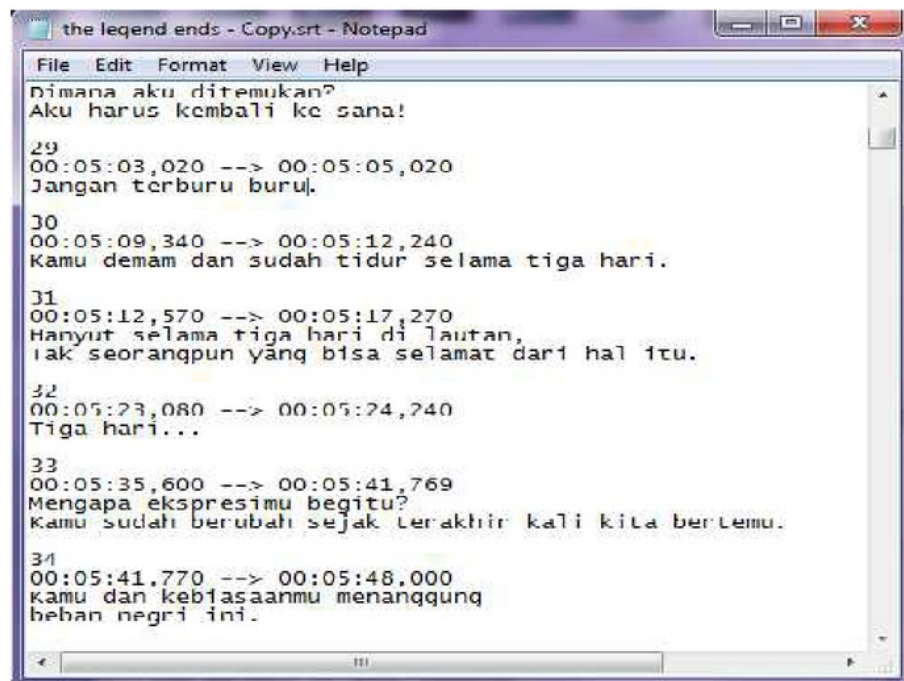 the legend ends - Copy.srt - Notepad
File Edit Format View Help
Dimana aku ditemukan?
Aku harus kembali ke sana!
29
00:05:03,020 --> 00:05:05,020
Jangan terburu buru.
30
00:05:09,340 --> 00:05:12,240
Kamu demam dan sudah tidur selama tiga hari.
31
00:05:12,570 --> 00:05:17,270
Hanyut selama tiga hari di lautan,
Tak seorangpun yang bisa selamat dari hal itu.
32
00:05:23,080 --> 00:05:24,240
Tiga hari...
33
00:05:35,600 --> 00:05:41,769
Mengapa ekspresimu begitu?
Kamu sudah berubah sejak terakhir kali kita bertemu.
34
00:05:41,770 --> 00:05:48,000
Kamu dan kebiasaanmu menanggung
beban negri ini.